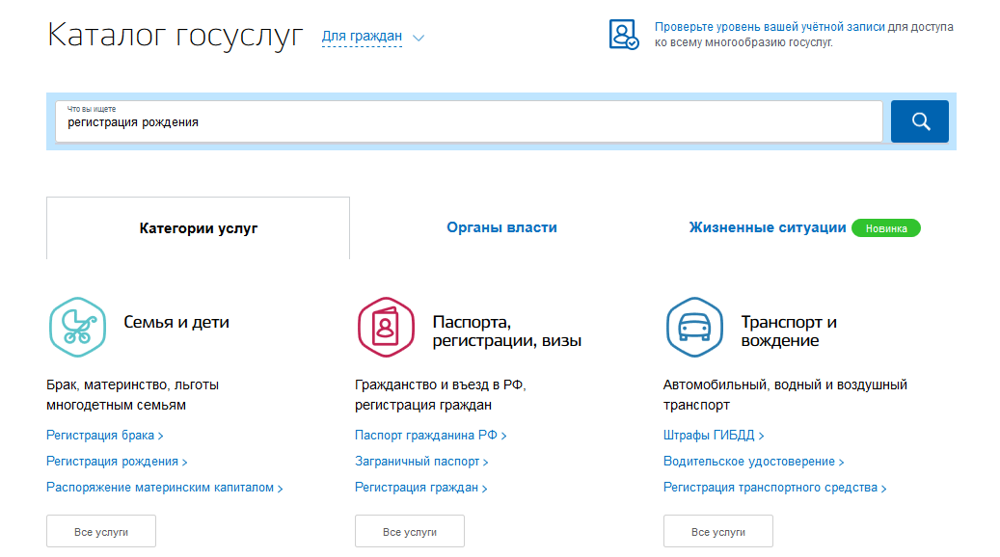 Каталог госуслуг Для граждан
Проверьте уровень вашей учётной записи для доступа
ко всему многообразию госуслуг.
Что вы ищете
регистрация рождения
Категории услуг
Органы власти
Жизненные ситуации Новинка
Семья и дети
Брак, материнство, льготы
многодетным семьям
Регистрация брака
Регистрация рождения
Распоряжение материнским капиталом
Все услуги
Паспорта,
регистрации, визы
Гражданство и въезд в РФ,
регистрация граждан
Паспорт гражданина РФ
Заграничный паспорт
Регистрация граждан
Все услуги
Транспорт и
вождение
Автомобильный, водный и воздушный
транспорт
Штрафы ГИБДД
Водительское удостоверение
Регистрация транспортного средства
Все услуги